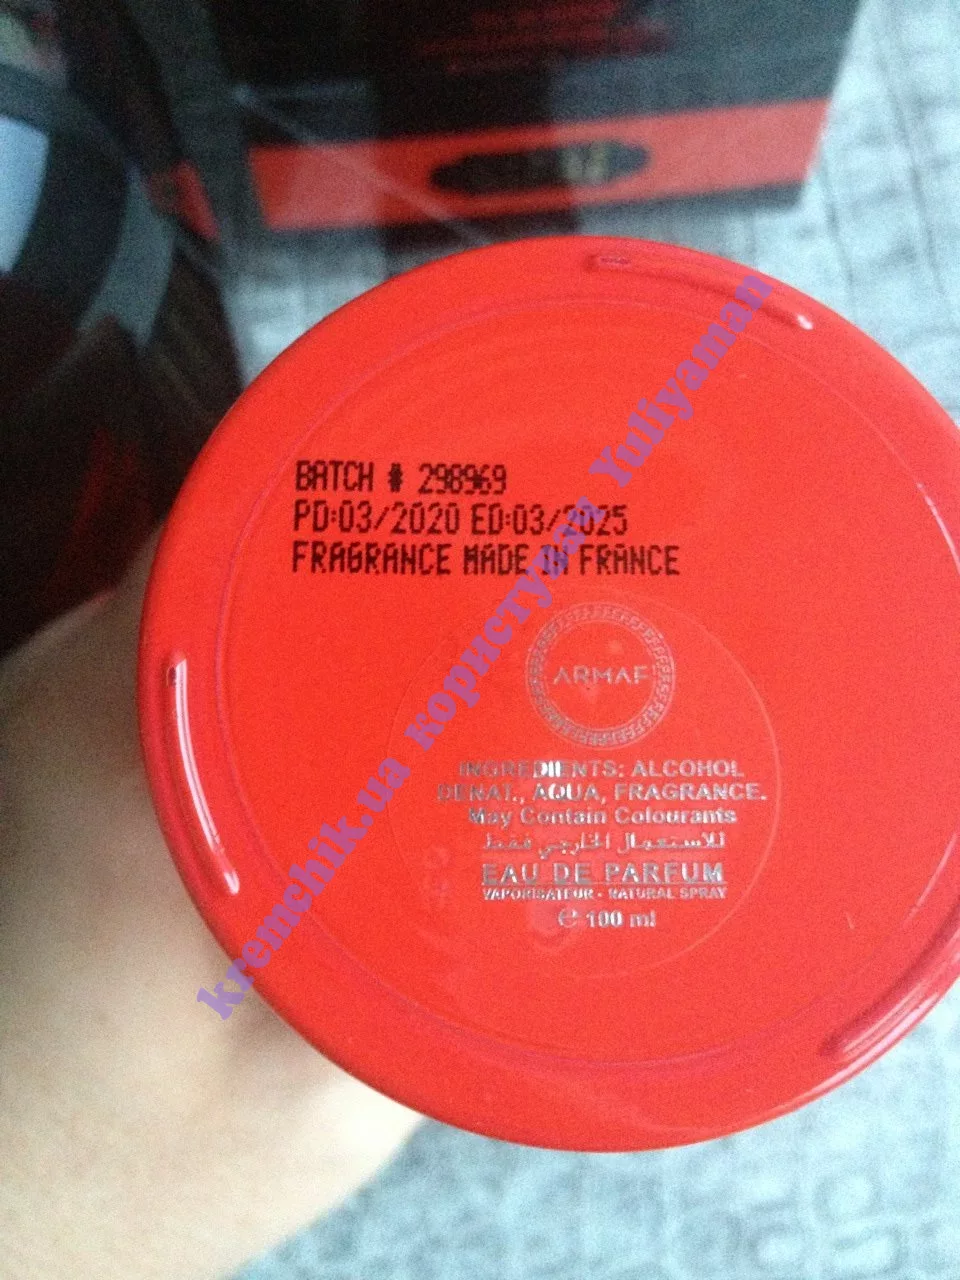 BATCH # 298969
PD:03/2020 ED:03/2025
FRAGRANCE MADE IN FRANCE
ARMAF
INGREDIENTS: ALCOHOL
DENAT., AQUA, FRAGRANCE.
May Contain Colourants
للاستعمال الخارجي فقط
EAU DE PARFUM
VAPORISATEUR - NATURAL SPRAY
e 100 ml
kremchik.ua користувач Yuliyaman